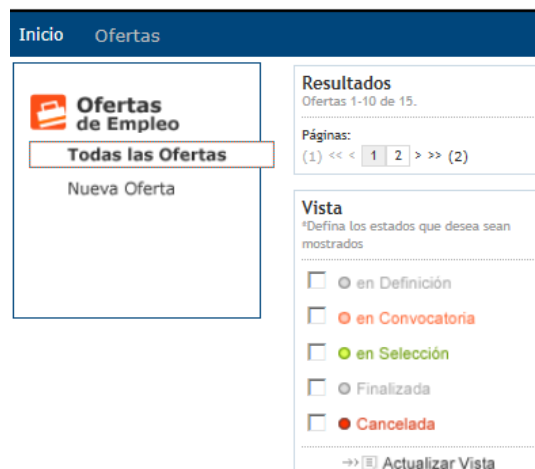 Inicio Ofertas
Ofertas
de Empleo
Todas las Ofertas
Nueva Oferta
Resultados
Ofertas 1-10 de 15.
Páginas:
(1) << < 1 2 > >> (2)
Vista
*Defina los estados que desea sean
mostrados
en Definición
en Convocatoria
en Selección
Finalizada
Cancelada
Actualizar Vista